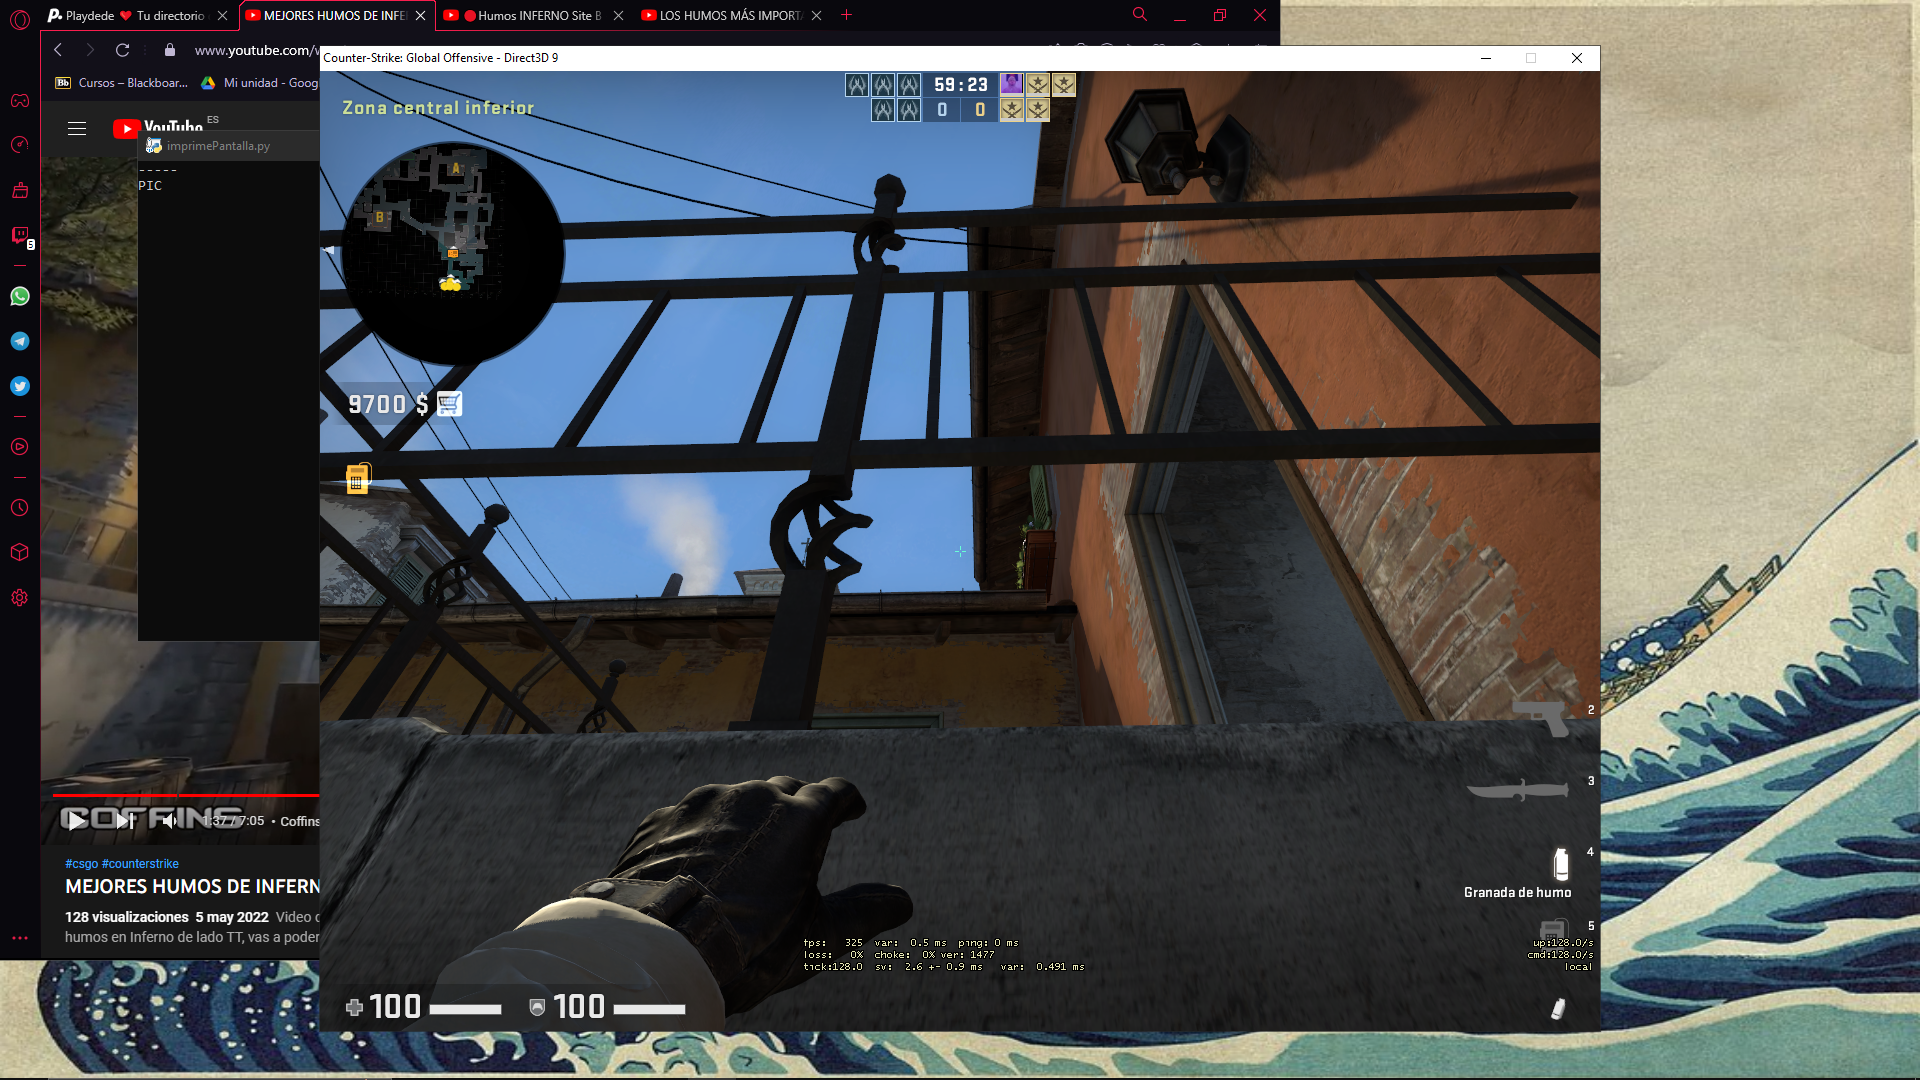 Playdede ❤ Tu directorio
MEJORES HUMOS DE INFE
Humos INFERNO Site B
LOS HUMOS MÁS IMPORT
www.youtube.com/w
Bb Cursos – Blackboar...
Mi unidad - Goog
YouTube ES
imprimePantalla.py
-----
PIC
5
1:37 / 7:05 • Coffins
COFFINS
#csgo #counterstrike
MEJORES HUMOS DE INFERN
128 visualizaciones 5 may 2022 Video d
humos en Inferno de lado TT, vas a poder
Counter-Strike: Global Offensive - Direct3D 9
Zona central inferior
59:23
0 0
A
B
9700 $
2
3
4
Granada de humo
5
fps: 325 var: 0.5 ms ping: 0 ms
loss: 0% choke: 0% ver: 1477
tick:128.0 sv: 2.6 +- 0.9 ms var: 0.491 ms
up:128.0/s
cmd:128.0/s
local
100
100